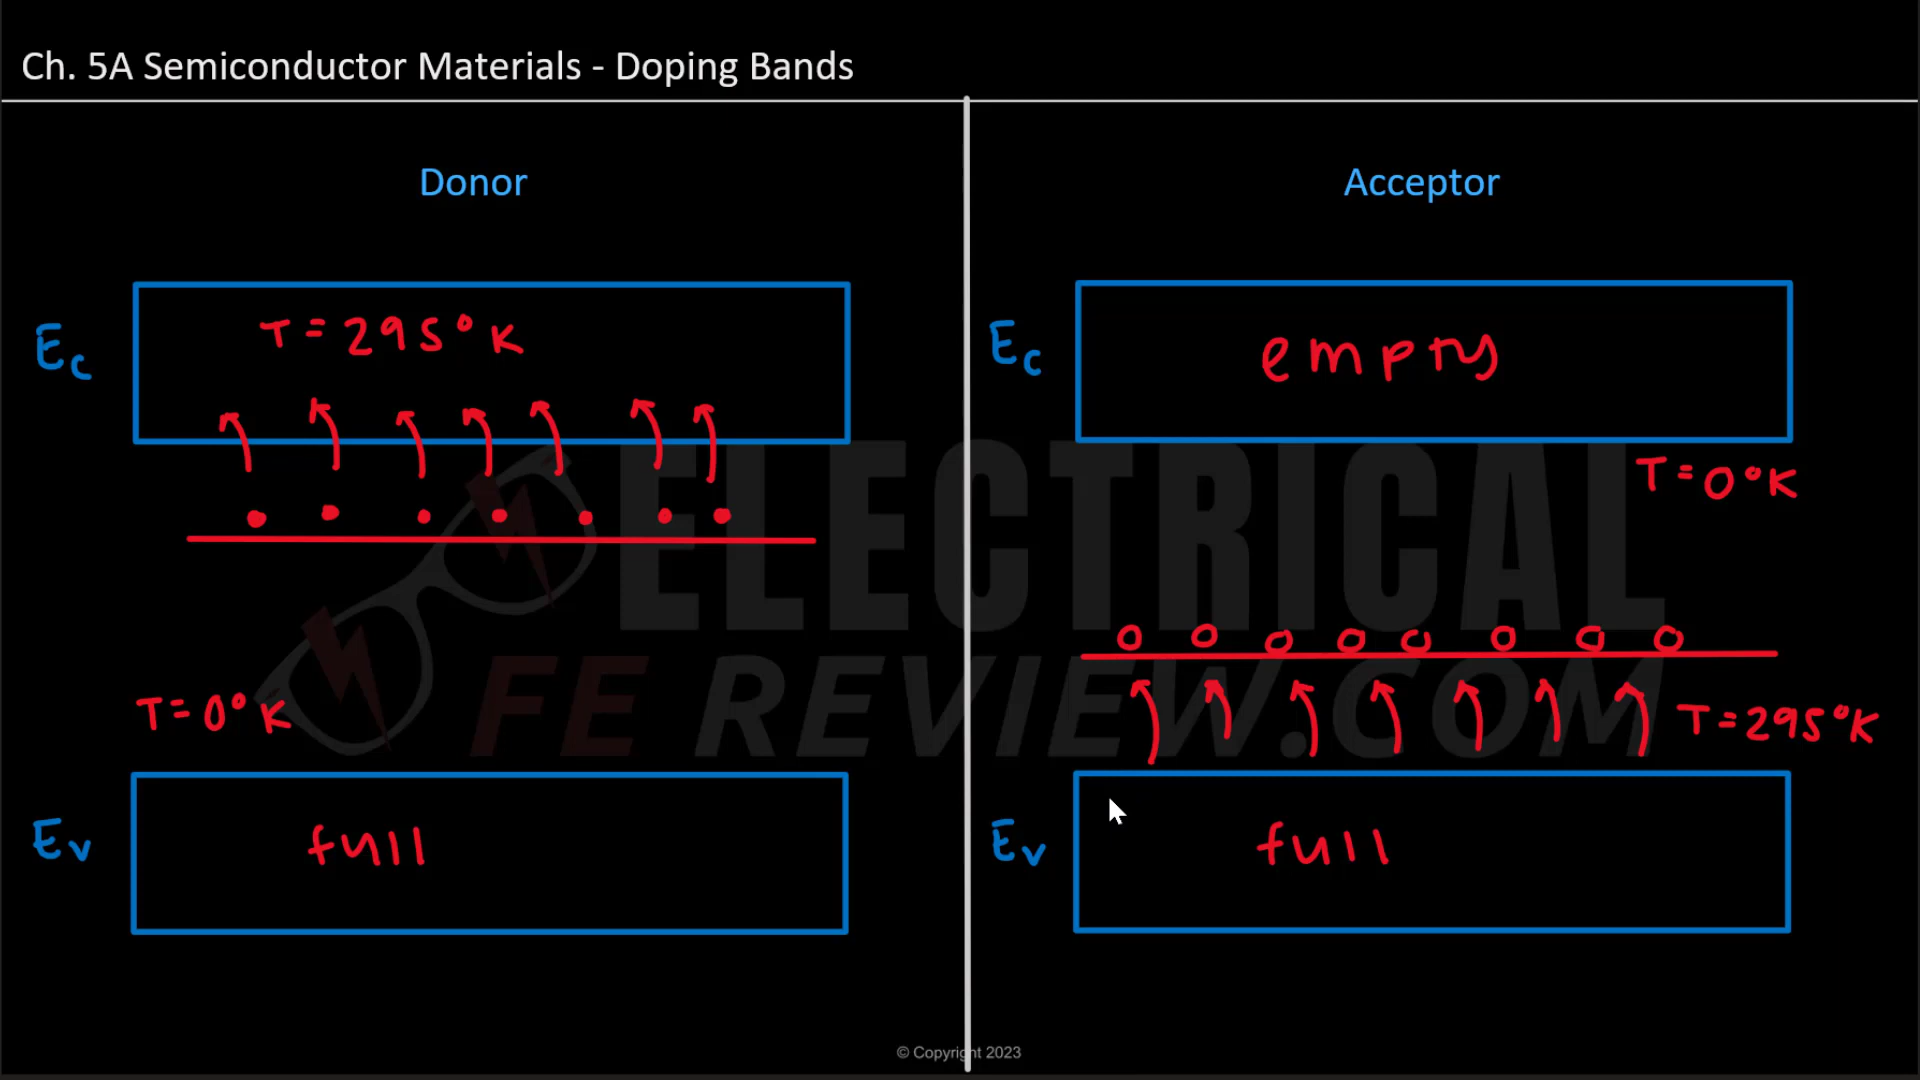 Ch. 5A Semiconductor Materials - Doping Bands
Donor
Ec
T = 295°K
T = 0°K
Ev
full
Acceptor
Ec
empty
T = 0°K
T = 295°K
Ev
full
ELECTRICAL
FE REVIEW.COM
© Copyright 2023